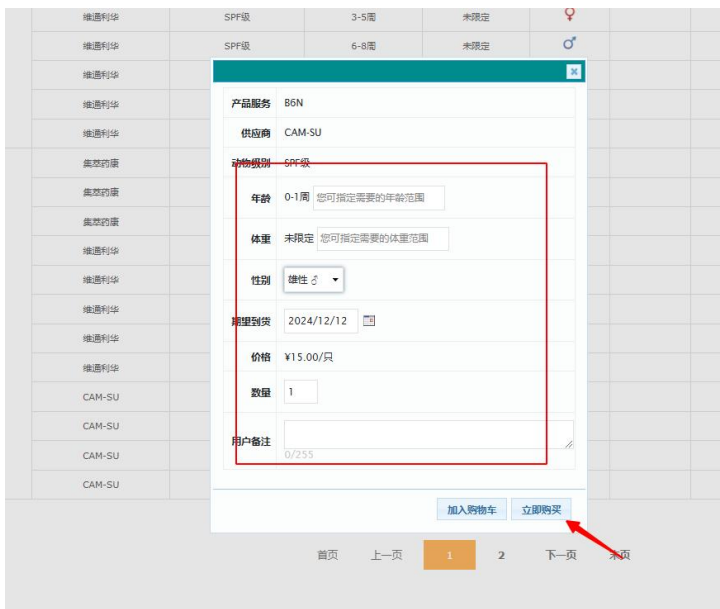 维通利华 SPF级 3-5周 未限定 ♀
维通利华 SPF级 6-8周 未限定 ♂
维通利华
维通利华
维通利华
集萃药康
集萃药康
集萃药康
维通利华
维通利华
维通利华
维通利华
维通利华
CAM-SU
CAM-SU
CAM-SU
CAM-SU
产品服务 B6N
供应商 CAM-SU
动物级别 SPF级
年龄 0-1周 您可指定需要的年龄范围
体重 未限定 您可指定需要的体重范围
性别 雄性♂
期望到货 2024/12/12
价格 ¥15.00/只
数量 1
用户备注
0/255
加入购物车 立即购买
首页 上一页 1 2 下一页 末页